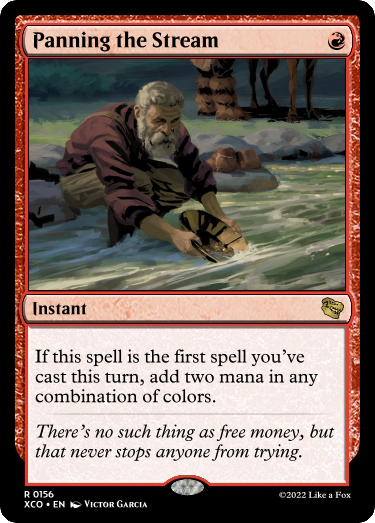 Panning the Stream
Instant
If this spell is the first spell you've
cast this turn, add two mana in any
combination of colors.
There's no such thing as free money, but
that never stops anyone from trying.
R 0156
XCO • EN Victor Garcia
©2022 Like a Fox